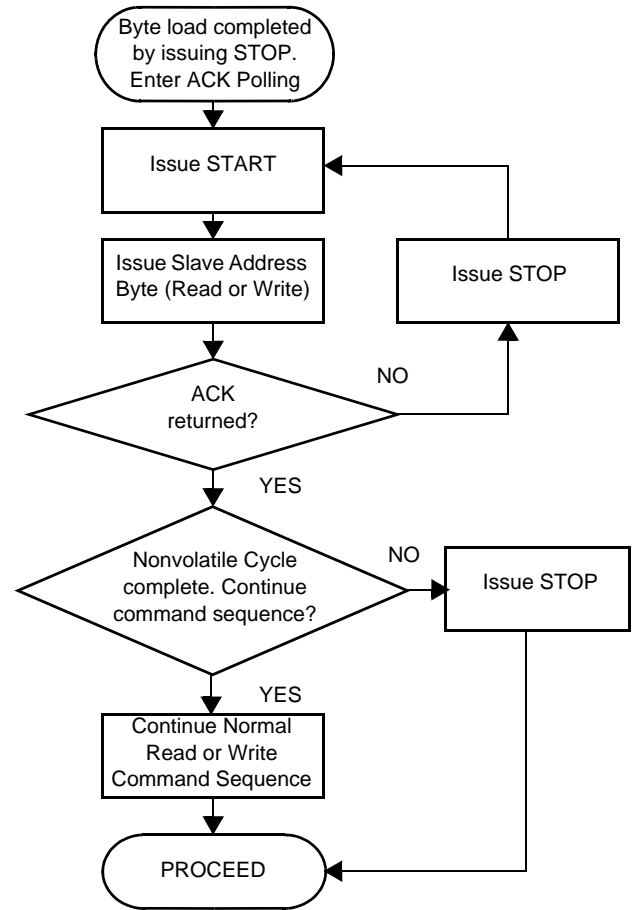 Byte load completed
by issuing STOP.
Enter ACK Polling
Issue START
Issue Slave Address
Byte (Read or Write)
Issue STOP
ACK
returned?
NO
YES
Nonvolatile Cycle
complete. Continue
command sequence?
NO
Issue STOP
YES
Continue Normal
Read or Write
Command Sequence
PROCEED